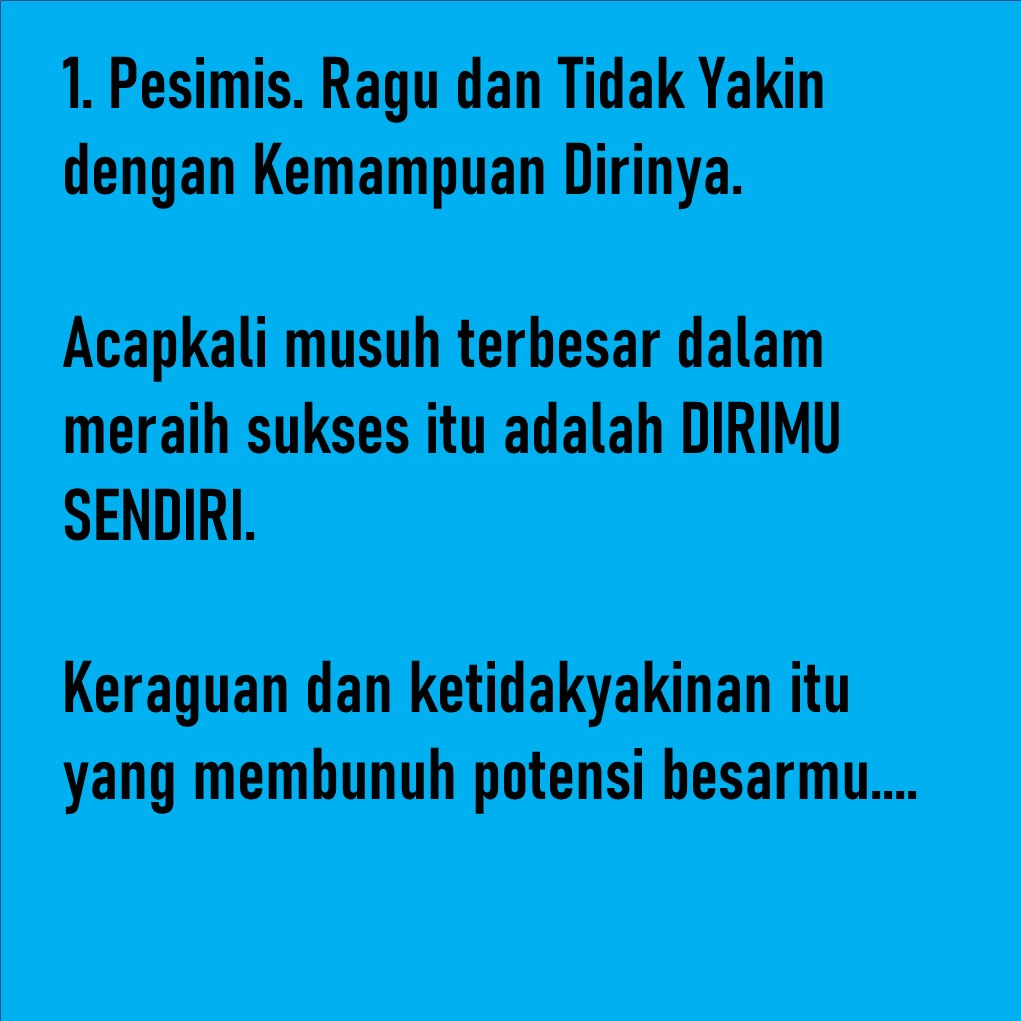 1. Pesimis. Ragu dan Tidak Yakin
dengan Kemampuan Dirinya.
Acapkali musuh terbesar dalam
meraih sukses itu adalah DIRIMU
SENDIRI.
Keraguan dan ketidakyakinan itu
yang membunuh potensi besarmu....